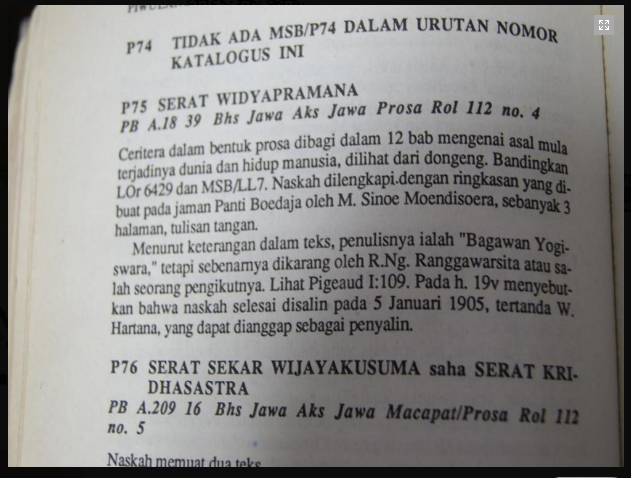 P74 TIDAK ADA MSB/P74 DALAM URUTAN NOMOR
KATALOGUS INI
P75 SERAT WIDYAPRAMANA
PB A.18 39 Bhs Jawa Aks Jawa Prosa Rol 112 no. 4
Ceritera dalam bentuk prosa dibagi dalam 12 bab mengenai asal mula
terjadinya dunia dan hidup manusia, dilihat dari dongeng. Bandingkan
LOr 6429 dan MSB/LL7. Naskah dilengkapi.dengan ringkasan yang di-
buat pada jaman Panti Boedaja oleh M. Sinoe Moendisoera, sebanyak 3
halaman, tulisan tangan.
Menurut keterangan dalam teks, penulisnya ialah "Bagawan Yogi-
swara," tetapi sebenarnya dikarang oleh R.Ng. Ranggawarsita atau sa-
lah seorang pengikutnya. Lihat Pigeaud I:109. Pada h. 19v menyebut-
kan bahwa naskah selesai disalin pada 5 Januari 1905, tertanda W.
Hartana, yang dapat dianggap sebagai penyalin.
P76 SERAT SEKAR WIJAYAKUSUMA saha SERAT KRI-
DHASASTRA
PB A.209 16 Bhs Jawa Aks Jawa Macapat/Prosa Rol 112
no. 5
Naskah memuat dua teks